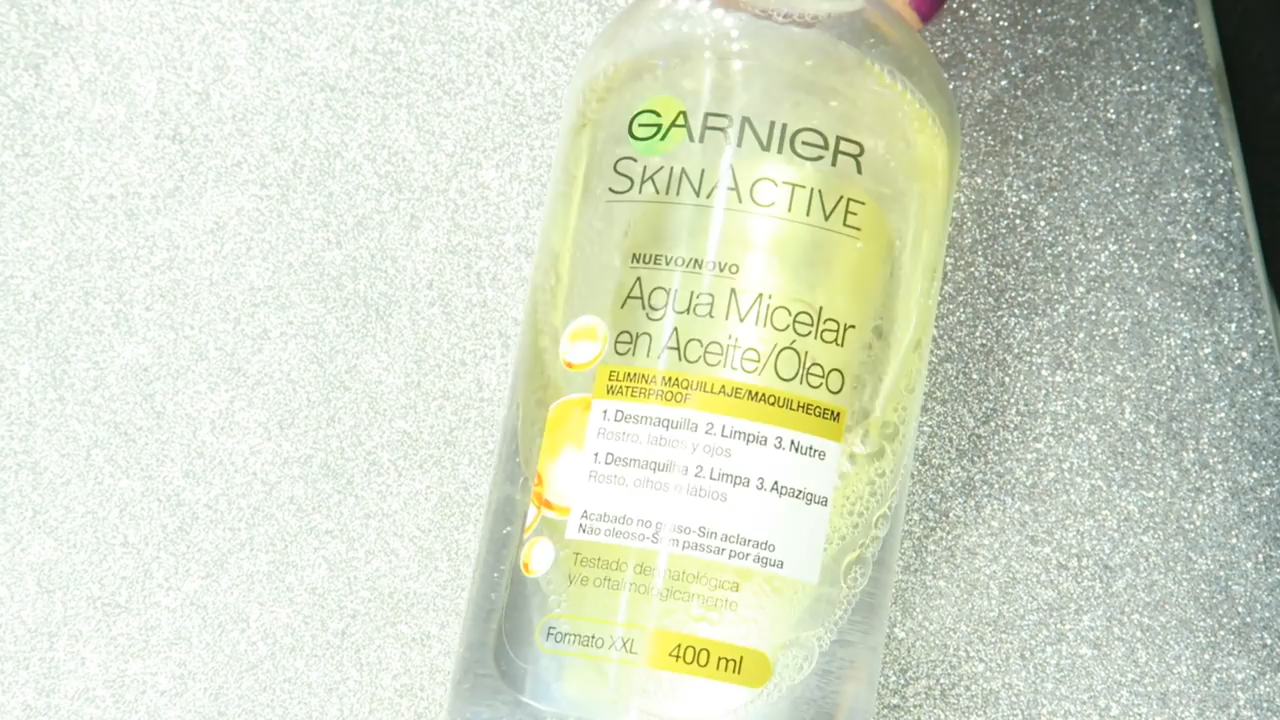 GARNIER
SKINACTIVE
NUEVO/NOVO
Agua Micelar
en Aceite/Óleo
ELIMINA MAQUILLAJE/MAQUILHEGEM
WATERPROOF
1. Desmaquilla 2. Limpia 3. Nutre
Rostro, labios y ojos
1. Desmaquilha 2. Limpa 3. Apazigua
Rosto, olhos e lábios
Acabado no graso-Sin aclarado
Não oleoso-Sem passar por água
Testado dermatológica
y/e oftalmologicamente
Formato XXL 400 ml